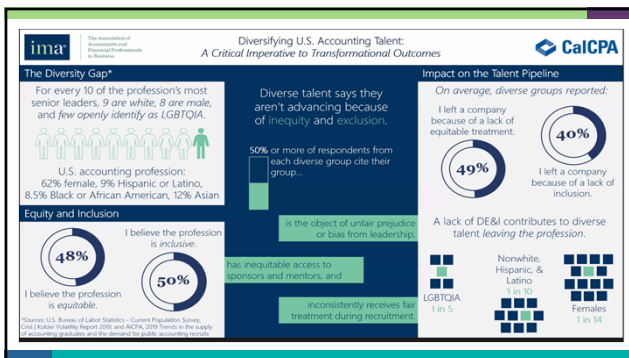 ima®
The Association of
Accountants and
Financial Professionals
in Business
Diversifying U.S. Accounting Talent:
A Critical Imperative to Transformational Outcomes
CalCPA
The Diversity Gap*
For every 10 of the profession's most
senior leaders, 9 are white, 8 are male,
and few openly identify as LGBTQIA.
U.S. accounting profession:
62% female, 9% Hispanic or Latino,
8.5% Black or African American, 12% Asian
Equity and Inclusion
48%
I believe the profession
is equitable.
I believe the profession
is inclusive.
50%
*Sources: U.S. Bureau of Labor Statistics – Current Population Survey,
Crist|Kolder Volatility Report 2019, and AICPA, 2019 Trends in the supply
of accounting graduates and the demand for public accounting recruits
Diverse talent says they
aren't advancing because
of inequity and exclusion.
50% or more of respondents from
each diverse group cite their
group...
is the object of unfair prejudice
or bias from leadership,
has inequitable access to
sponsors and mentors, and
inconsistently receives fair
treatment during recruitment.
Impact on the Talent Pipeline
On average, diverse groups reported:
I left a company
because of a lack of
equitable treatment.
49%
40%
I left a company
because of a lack of
inclusion.
A lack of DE&I contributes to diverse
talent leaving the profession.
LGBTQIA
1 in 5
Nonwhite,
Hispanic, &
Latino
1 in 10
Females
1 in 14